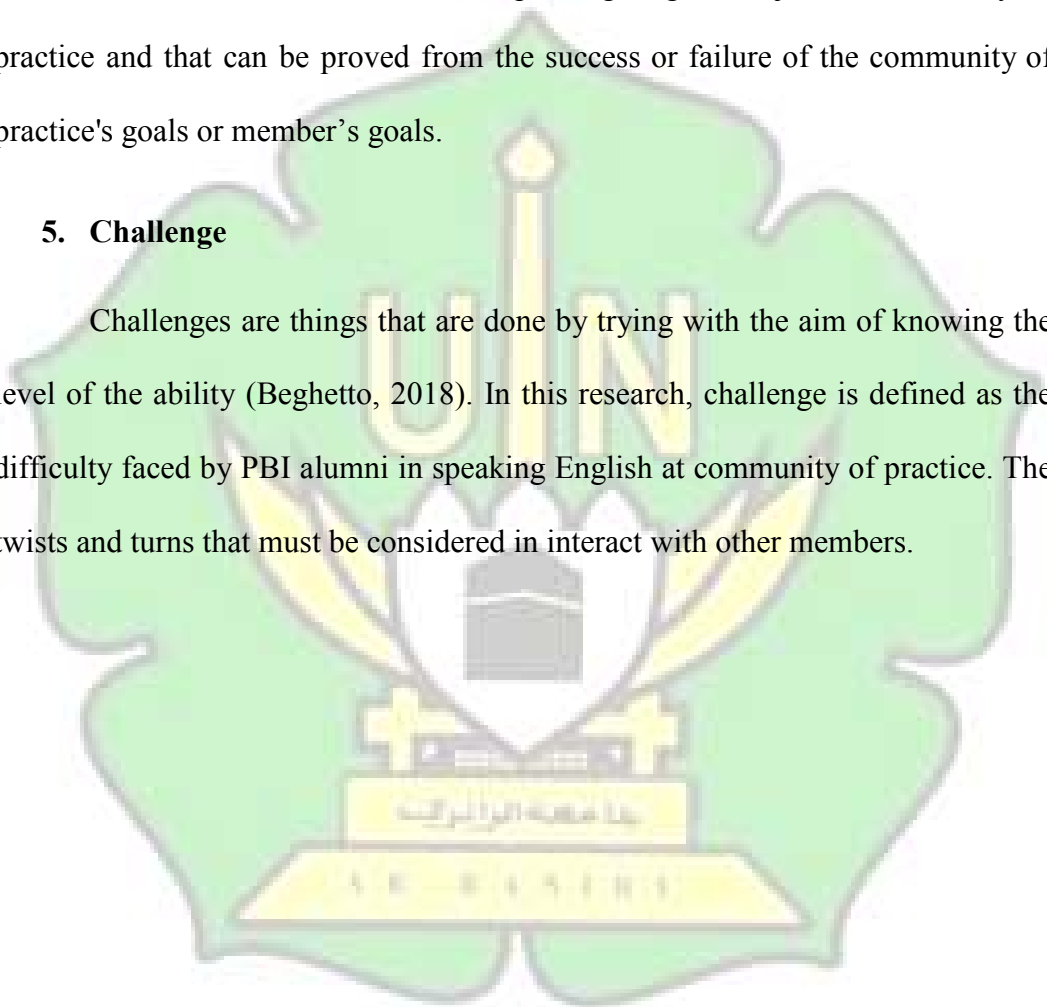 practice and that can be proved from the success or failure of the community of
practice's goals or member's goals.
5. Challenge
Challenges are things that are done by trying with the aim of knowing the
level of the ability (Beghetto, 2018). In this research, challenge is defined as the
difficulty faced by PBI alumni in speaking English at community of practice. The
twists and turns that must be considered in interact with other members.
UIN